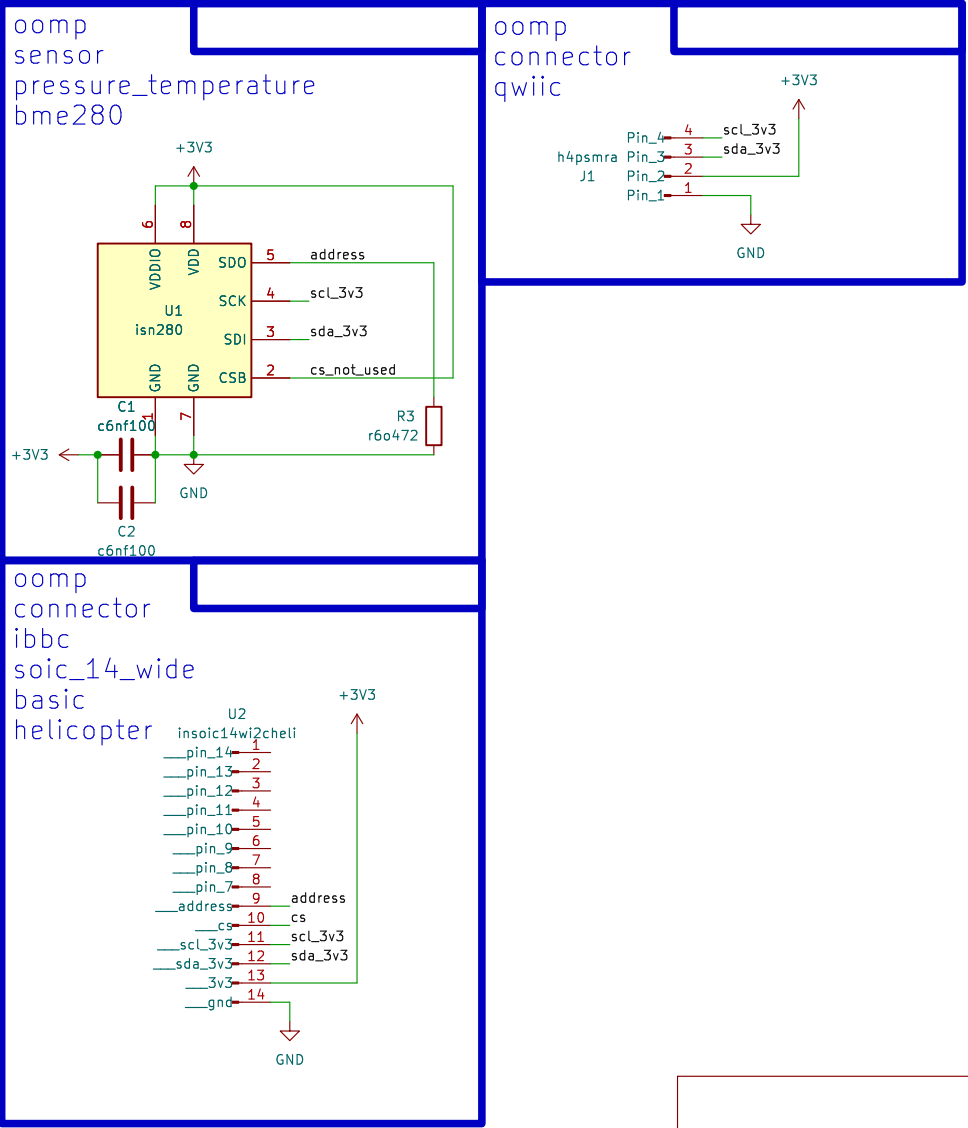 oomp
sensor
pressure_temperature
bme280
+3V3
6
8
VDDIO
VDD
SDO
5
address
SCK
4
scl_3v3
U1
isn280
SDI
3
sda_3v3
GND
GND
CSB
2
cs_not_used
C1
1
7
c6nf100
R3
r6o472
+3V3
GND
C2
c6nf100
oomp
connector
qwiic
+3V3
Pin_4
4
scl_3v3
h4psmra
Pin_3
3
sda_3v3
J1
Pin_2
2
Pin_1
1
GND
oomp
connector
ibbc
soic_14_wide
basic
helicopter
+3V3
U2
insoic14wi2cheli
___pin_14
1
___pin_13
2
___pin_12
3
___pin_11
4
___pin_10
5
___pin_9
6
___pin_8
7
___pin_7
8
___address
9
address
___cs
10
cs
___scl_3v3
11
scl_3v3
___sda_3v3
12
sda_3v3
___3v3
13
___gnd
14
GND